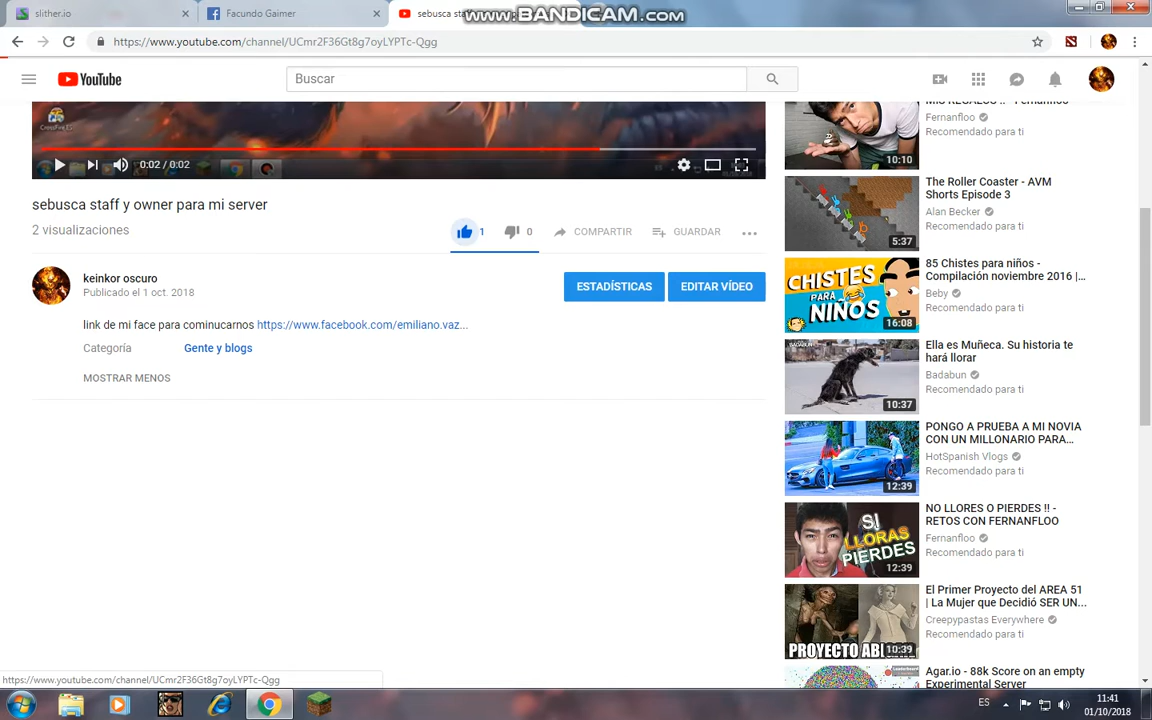 slither.io
Facundo Gaimer
sebusca sta
www.BANDICAM.com
https://www.youtube.com/channel/UCmr2F36Gt8g7oyLYPTc-Qgg
YouTube
Buscar
CrossFire ES
0:02 / 0:02
sebusca staff y owner para mi server
2 visualizaciones
1
0
COMPARTIR
GUARDAR
keinkor oscuro
Publicado el 1 oct. 2018
ESTADÍSTICAS
EDITAR VÍDEO
link de mi face para cominucarnos https://www.facebook.com/emiliano.vaz...
Categoría
Gente y blogs
MOSTRAR MENOS
MIS REGALOS !! - Fernanfloo
Fernanfloo
Recomendado para ti
10:10
The Roller Coaster - AVM
Shorts Episode 3
Alan Becker
Recomendado para ti
5:37
85 Chistes para niños -
Compilación noviembre 2016 |...
Beby
Recomendado para ti
CHISTES
PARA
NIÑOS
16:08
Ella es Muñeca. Su historia te
hará llorar
Badabun
Recomendado para ti
BADABUN
10:37
PONGO A PRUEBA A MI NOVIA
CON UN MILLONARIO PARA...
HotSpanish Vlogs
Recomendado para ti
12:39
NO LLORES O PIERDES !! -
RETOS CON FERNANFLOO
Fernanfloo
Recomendado para ti
SI
LLORAS
PIERDES
12:39
El Primer Proyecto del AREA 51
| La Mujer que Decidió SER UN...
Creepypastas Everywhere
Recomendado para ti
PROYECTO AB
10:39
Agar.io - 88k Score on an empty
Experimental Server
https://www.youtube.com/channel/UCmr2F36Gt8g7oyLYPTc-Qgg
ES
11:41
01/10/2018